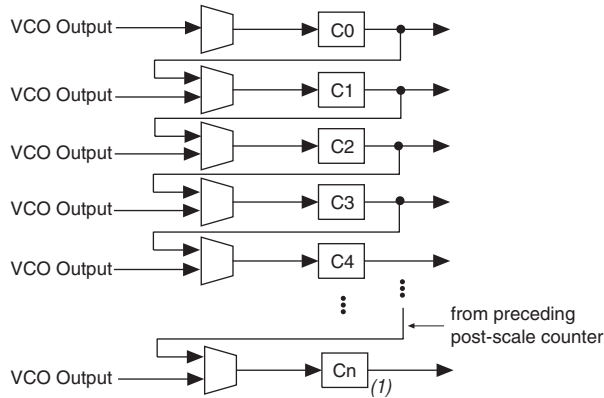 VCO Output
C0
VCO Output
C1
VCO Output
C2
VCO Output
C3
VCO Output
C4
from preceding
post-scale counter
VCO Output
Cn
(1)